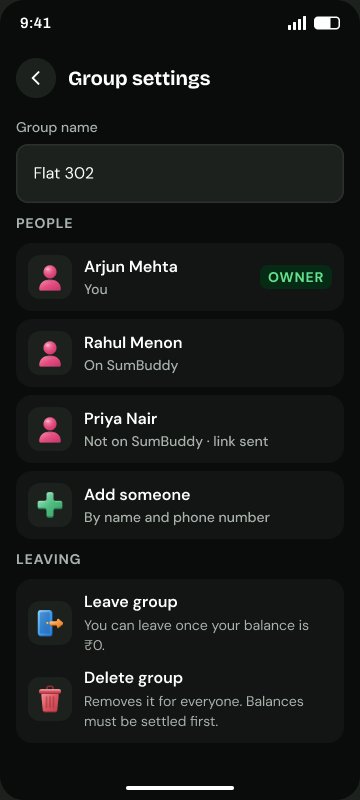 9:41
Group settings
Group name
Flat 302
PEOPLE
Arjun Mehta
You
OWNER
Rahul Menon
On SumBuddy
Priya Nair
Not on SumBuddy · link sent
Add someone
By name and phone number
LEAVING
Leave group
You can leave once your balance is
₹0.
Delete group
Removes it for everyone. Balances
must be settled first.